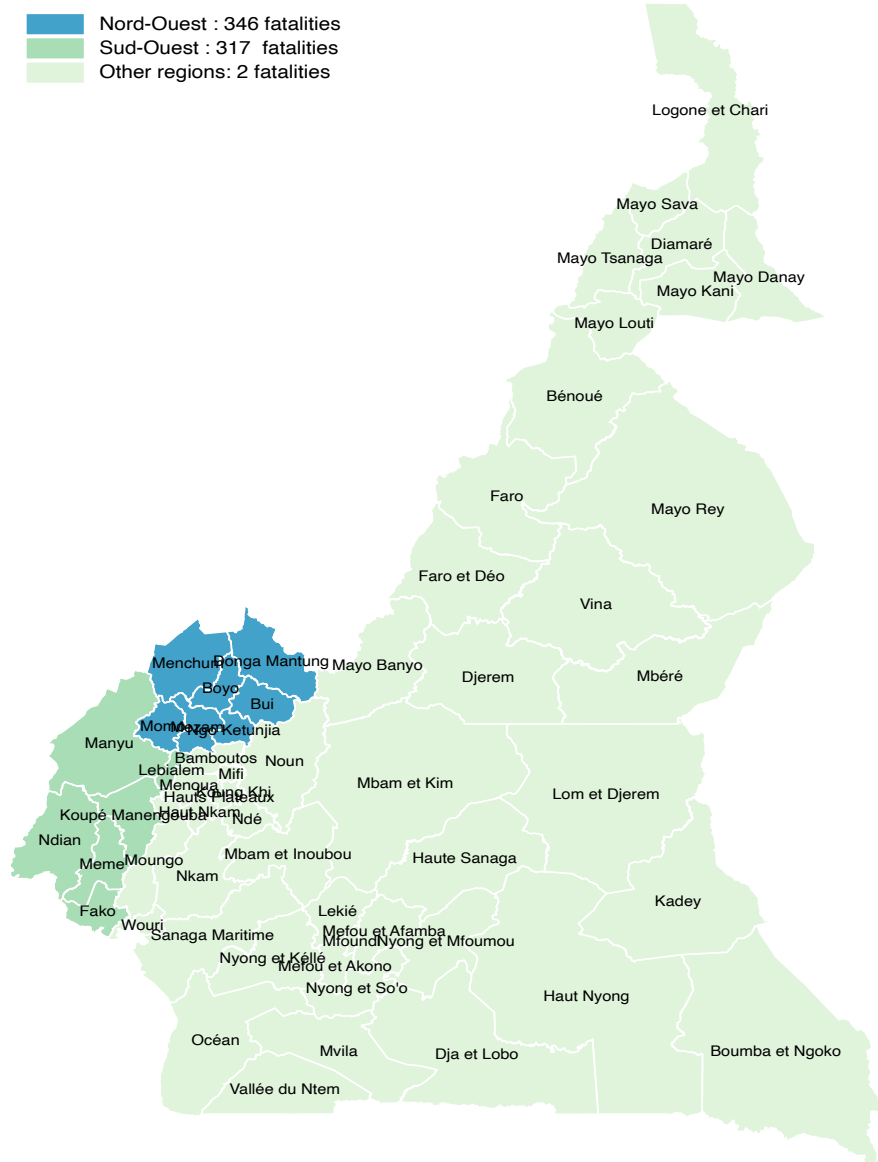 Nord-Ouest : 346 fatalities
Sud-Ouest : 317  fatalities
Other regions: 2 fatalities
Logone et Chari
Mayo Sava
Diamaré
Mayo Tsanaga
Mayo Danay
Mayo Kani
Mayo Louti
Bénoué
Faro
Mayo Rey
Faro et Déo
Vina
Menchum
Donga Mantung
Mayo Banyo
Djerem
Mbéré
Boyo
Bui
Momo
Mezam
Ngo Ketunjia
Manyu
Bamboutos
Noun
Lebialem
Mifi
Mbam et Kim
Menoua
Koung Khi
Lom et Djerem
Hauts Plateaux
Koupé Manengouba
Haut Nkam
Ndé
Ndian
Meme
Moungo
Mbam et Inoubou
Haute Sanaga
Nkam
Kadey
Fako
Lekié
Wouri
Sanaga Maritime
Mefou et Afamba
Mfoundi
Nyong et Mfoumou
Nyong et Kéllé
Mefou et Akono
Nyong et So'o
Haut Nyong
Océan
Mvila
Dja et Lobo
Boumba et Ngoko
Vallée du Ntem